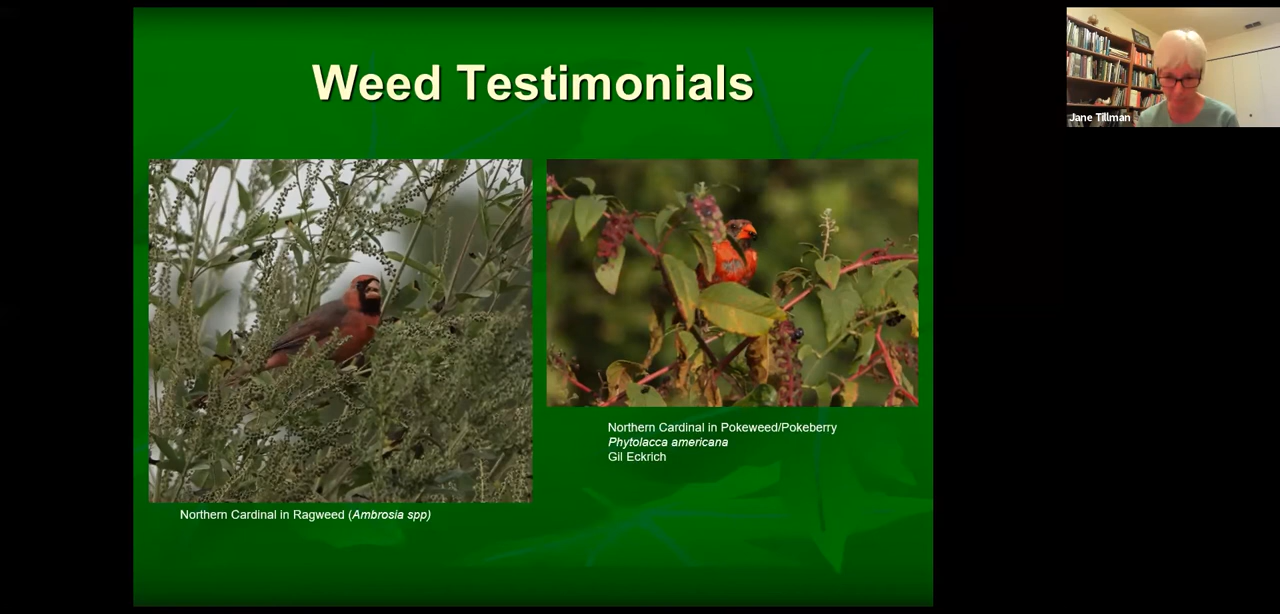 Weed Testimonials
Jane Tillman
Northern Cardinal in Pokeweed/Pokeberry
Phytolacca americana
Gil Eckrich
Northern Cardinal in Ragweed (Ambrosia spp)